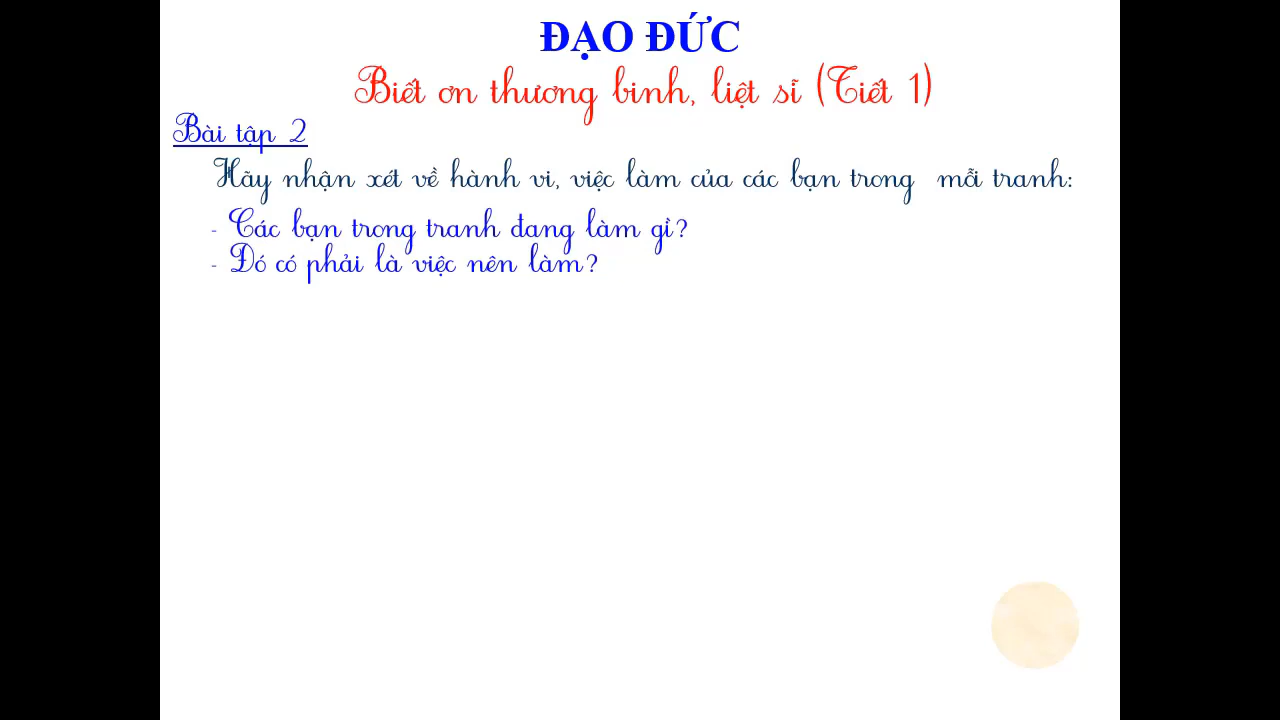 ĐẠO ĐỨC
Biết ơn thương binh, liệt sĩ (Tiết 1)
Bài tập 2
Hãy nhận xét về hành vi, việc làm của các bạn trong mỗi tranh:
- Các bạn trong tranh đang làm gì?
- Đó có phải là việc nên làm?